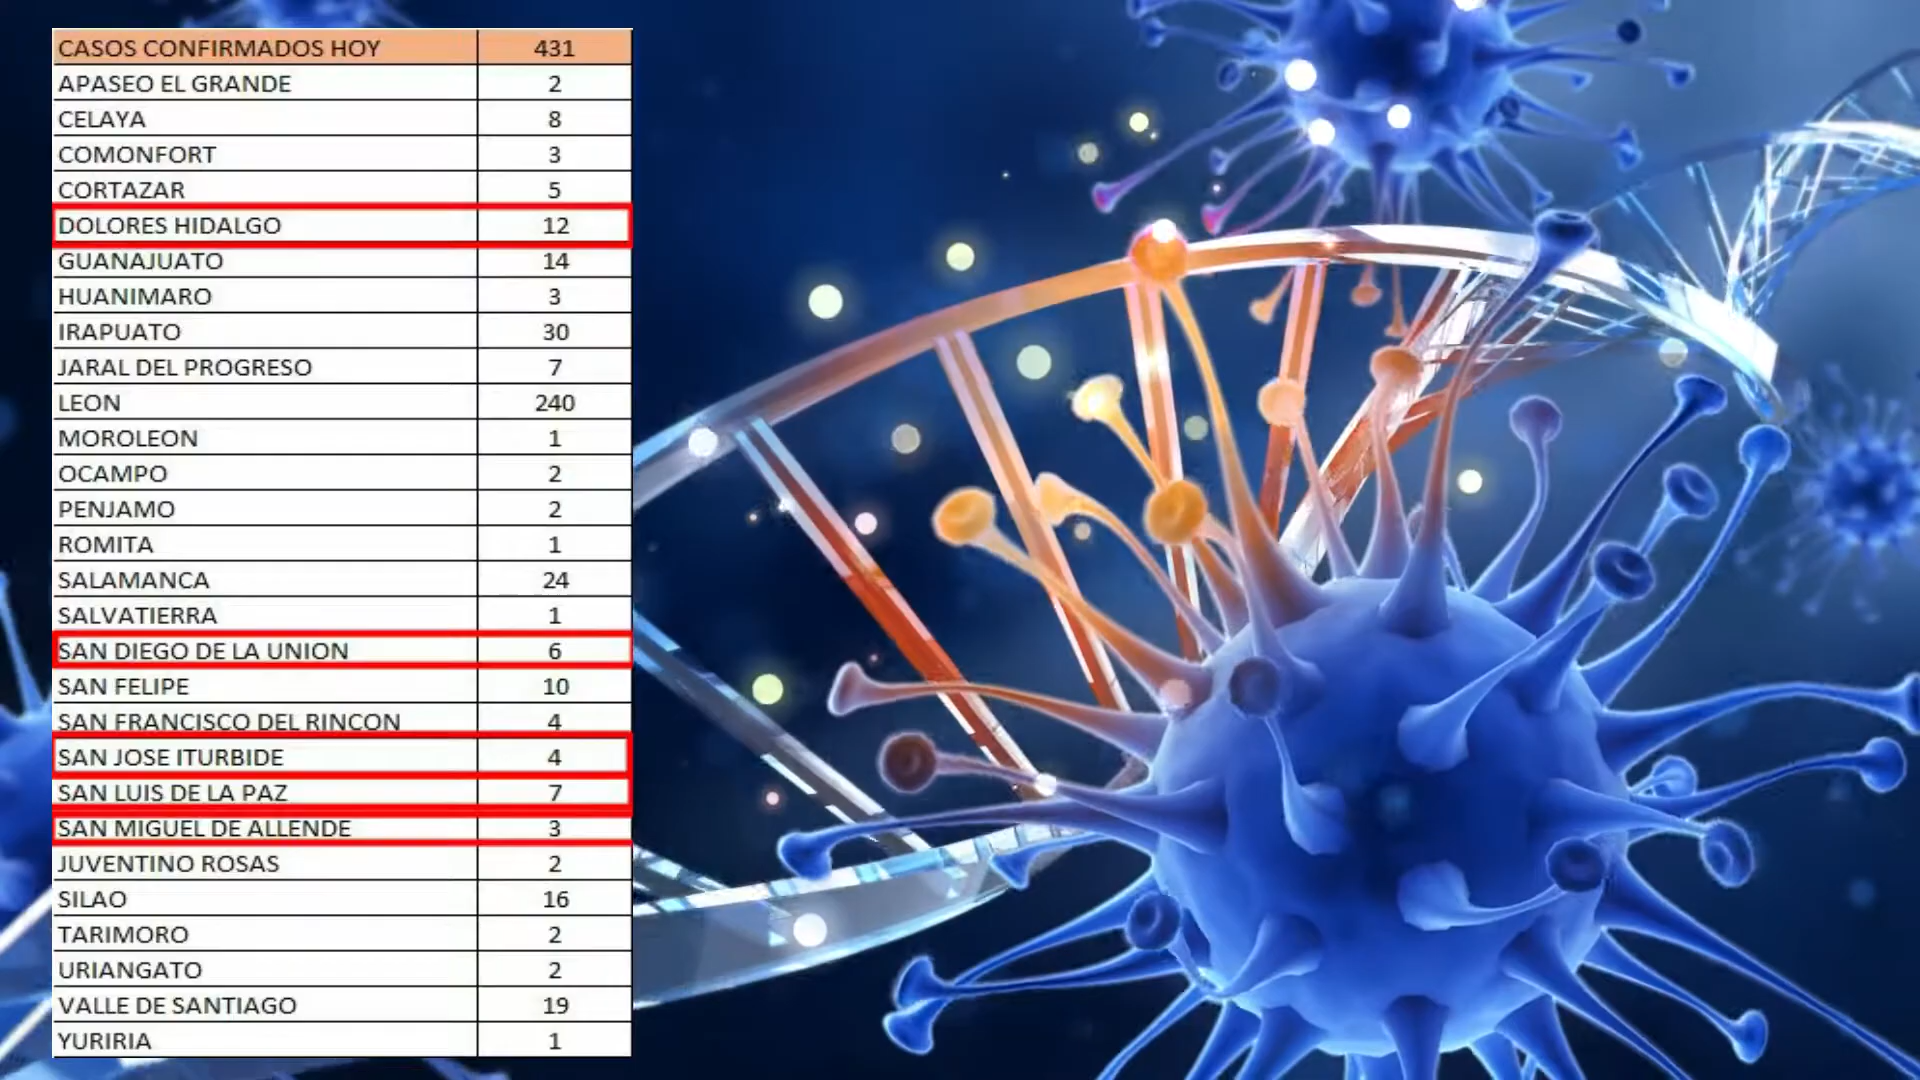 CASOS CONFIRMADOS HOY 431
APASEO EL GRANDE 2
CELAYA 8
COMONFORT 3
CORTAZAR 5
DOLORES HIDALGO 12
GUANAJUATO 14
HUANIMARO 3
IRAPUATO 30
JARAL DEL PROGRESO 7
LEON 240
MOROLEON 1
OCAMPO 2
PENJAMO 2
ROMITA 1
SALAMANCA 24
SALVATIERRA 1
SAN DIEGO DE LA UNION 6
SAN FELIPE 10
SAN FRANCISCO DEL RINCON 4
SAN JOSE ITURBIDE 4
SAN LUIS DE LA PAZ 7
SAN MIGUEL DE ALLENDE 3
JUVENTINO ROSAS 2
SILAO 16
TARIMORO 2
URIANGATO 2
VALLE DE SANTIAGO 19
YURIRIA 1